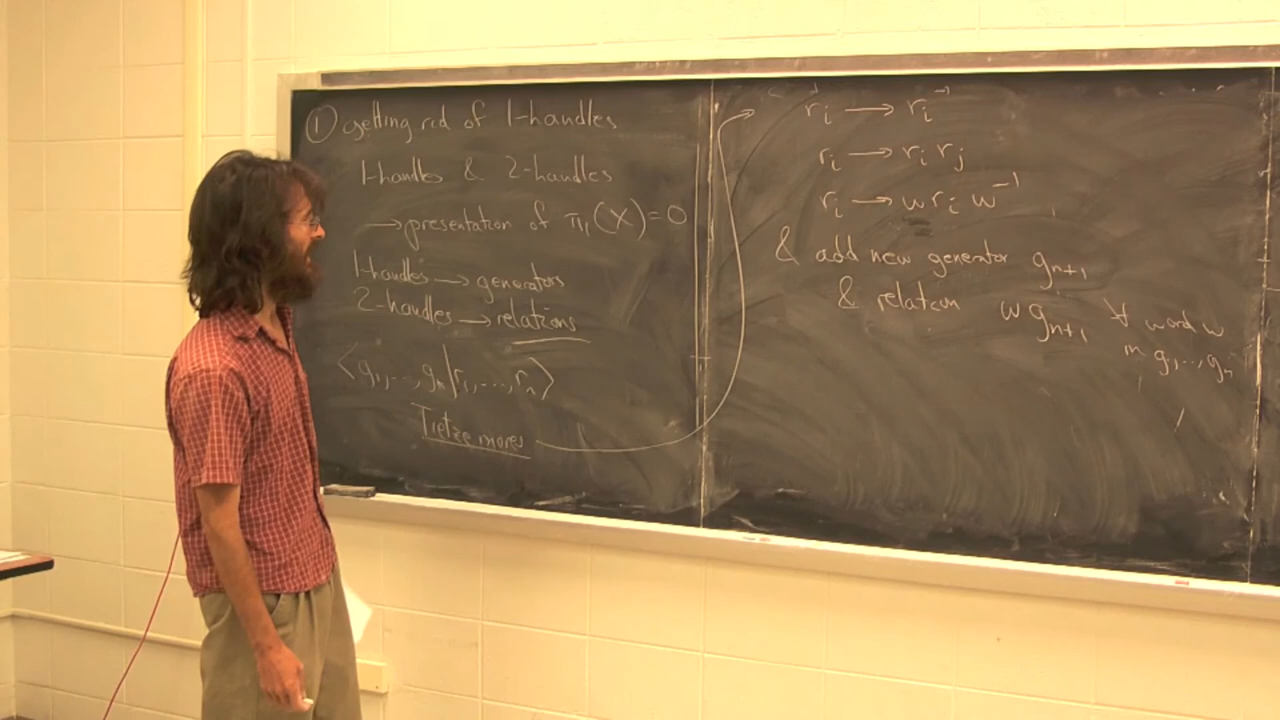 ① getting rid of 1-handles
1-handles & 2-handles
→ presentation of π₁(X)=0
1-handles → generators
2-handles → relations
⟨g₁,...,gₙ|r₁,...,rₙ⟩
Tietze moves
rᵢ → rᵢ⁻¹
rᵢ → rᵢ rⱼ
rᵢ → w rᵢ w⁻¹
& add new generator gₙ₊₁
& relation w gₙ₊₁ ∀ word w
in g₁,...,gₙ